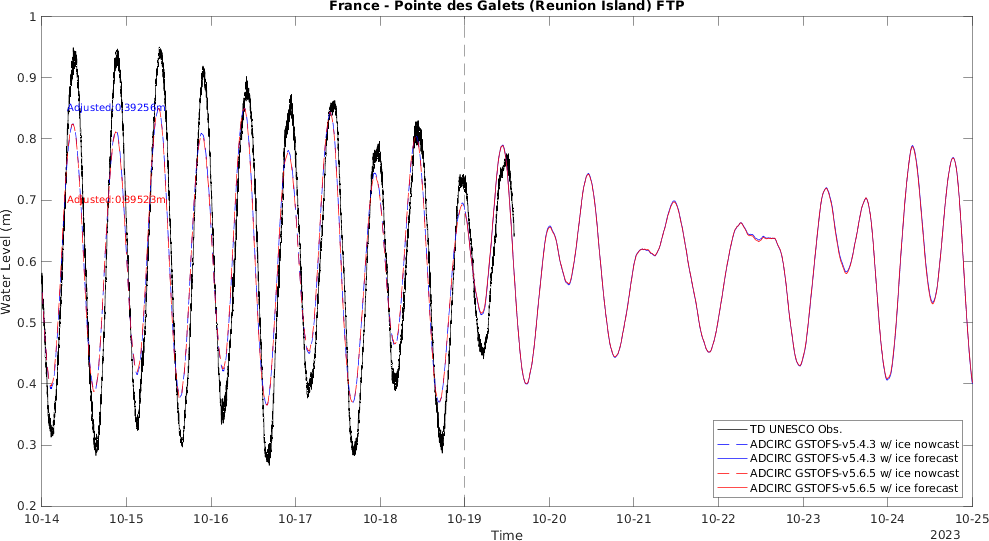 France - Pointe des Galets (Reunion Island) FTP
1
0.9
0.8
0.7
0.6
0.5
0.4
0.3
0.2
Water Level (m)
Adjusted:0.39256m
Adjusted:0.39523m
TD UNESCO Obs.
ADCIRC GSTOFS-v5.4.3 w/ ice nowcast
ADCIRC GSTOFS-v5.4.3 w/ ice forecast
ADCIRC GSTOFS-v5.6.5 w/ ice nowcast
ADCIRC GSTOFS-v5.6.5 w/ ice forecast
10-14 10-15 10-16 10-17 10-18 10-19 10-20 10-21 10-22 10-23 10-24 10-25
Time
2023